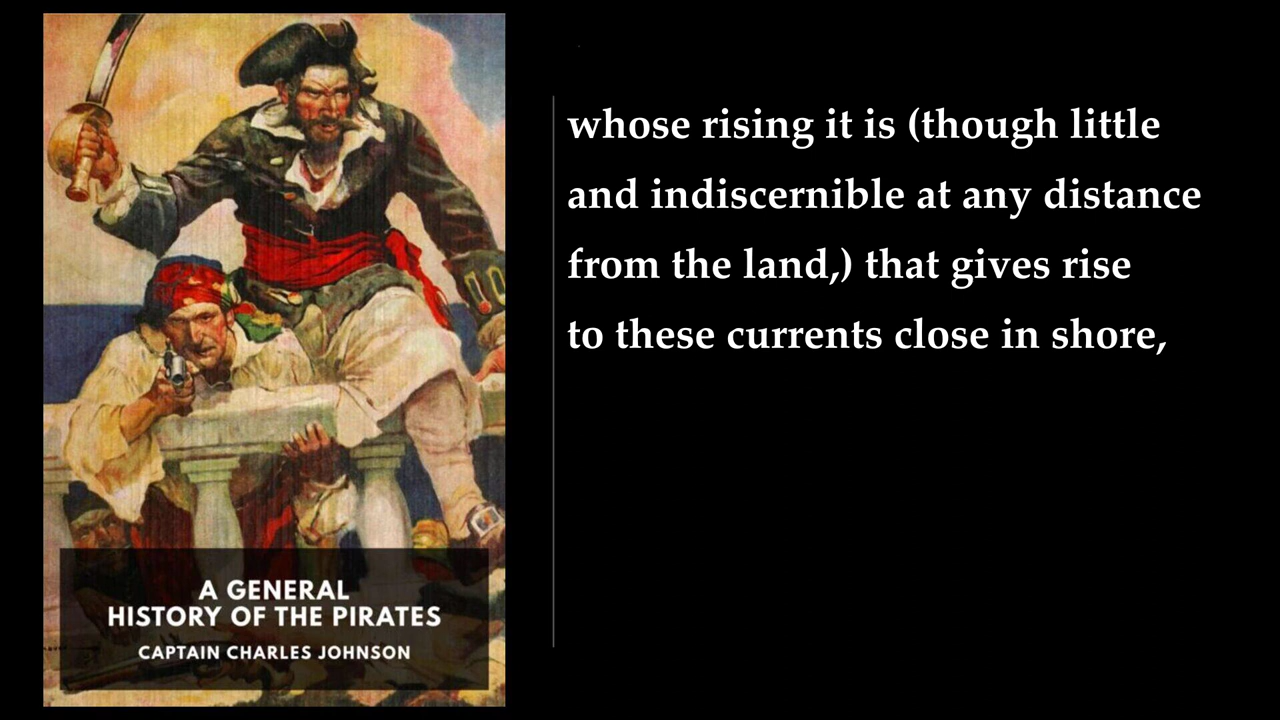 whose rising it is (though little
and indiscernible at any distance
from the land,) that gives rise
to these currents close in shore,
A GENERAL
HISTORY OF THE PIRATES
CAPTAIN CHARLES JOHNSON